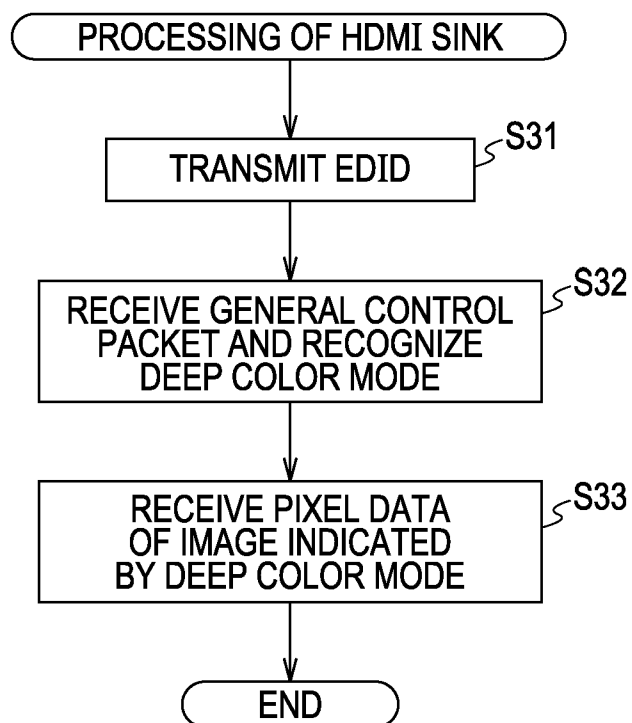 PROCESSING OF HDMI SINK
S31
TRANSMIT EDID
S32
RECEIVE GENERAL CONTROL
PACKET AND RECOGNIZE
DEEP COLOR MODE
S33
RECEIVE PIXEL DATA
OF IMAGE INDICATED
BY DEEP COLOR MODE
END